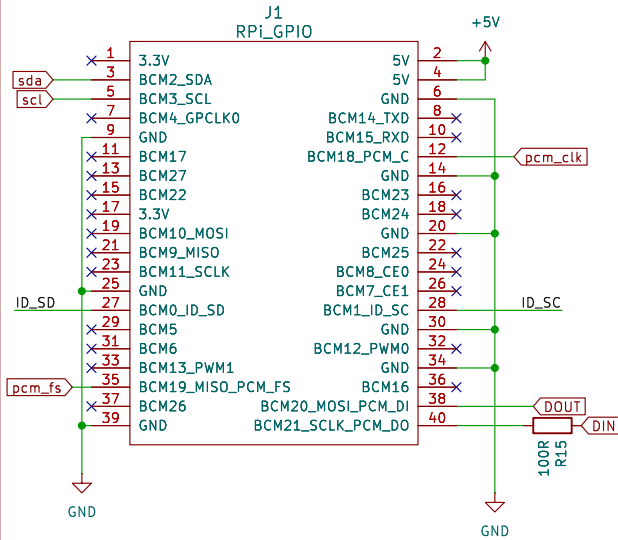 J1
RPi_GPIO
+5V
1 3.3V 5V 2
sda 3 BCM2_SDA 5V 4
scl 5 BCM3_SCL GND 6
7 BCM4_GPCLK0 BCM14_TXD 8
9 GND BCM15_RXD 10
11 BCM17 BCM18_PCM_C 12 pcm_clk
13 BCM27 GND 14
15 BCM22 BCM23 16
17 3.3V BCM24 18
19 BCM10_MOSI GND 20
21 BCM9_MISO BCM25 22
23 BCM11_SCLK BCM8_CE0 24
25 GND BCM7_CE1 26
ID_SD 27 BCM0_ID_SD BCM1_ID_SC 28 ID_SC
29 BCM5 GND 30
31 BCM6 BCM12_PWM0 32
33 BCM13_PWM1 GND 34
pcm_fs 35 BCM19_MISO_PCM_FS BCM16 36
37 BCM26 BCM20_MOSI_PCM_DI 38 DOUT
39 GND BCM21_SCLK_PCM_DO 40 DIN
100R
R15
GND
GND